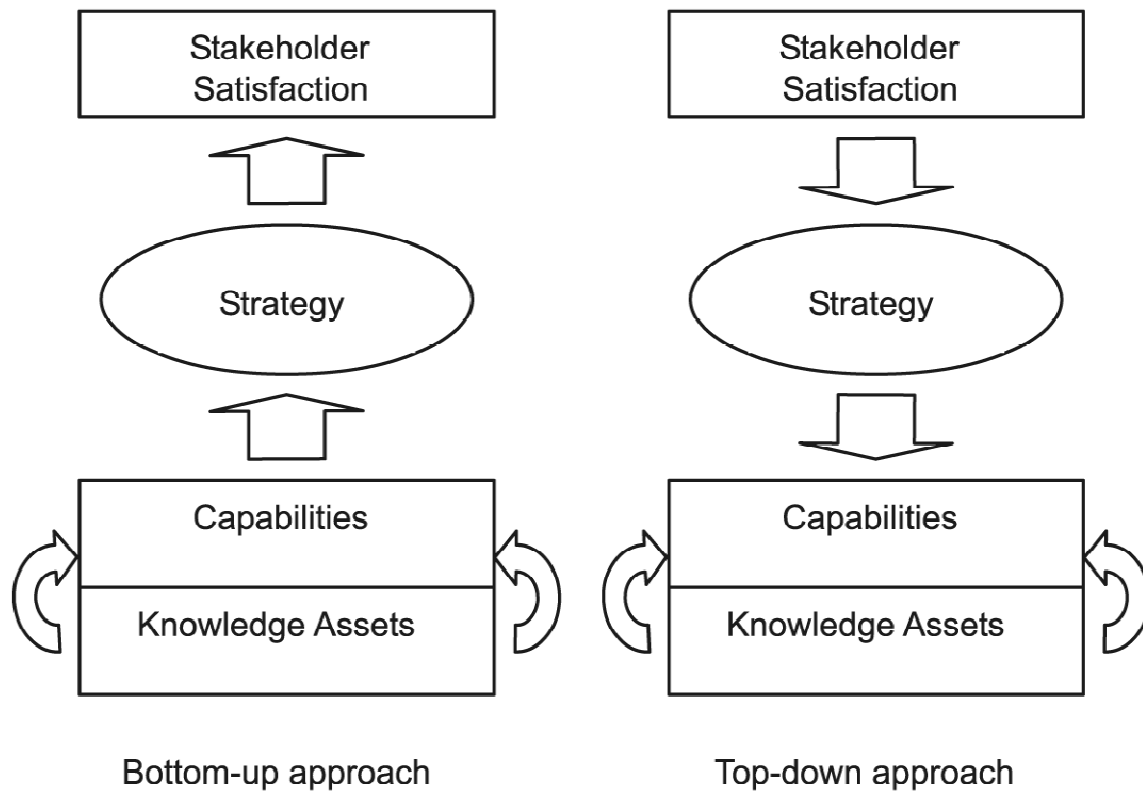 Stakeholder
Satisfaction
Strategy
Capabilities
Knowledge Assets
Bottom-up approach
Stakeholder
Satisfaction
Strategy
Capabilities
Knowledge Assets
Top-down approach